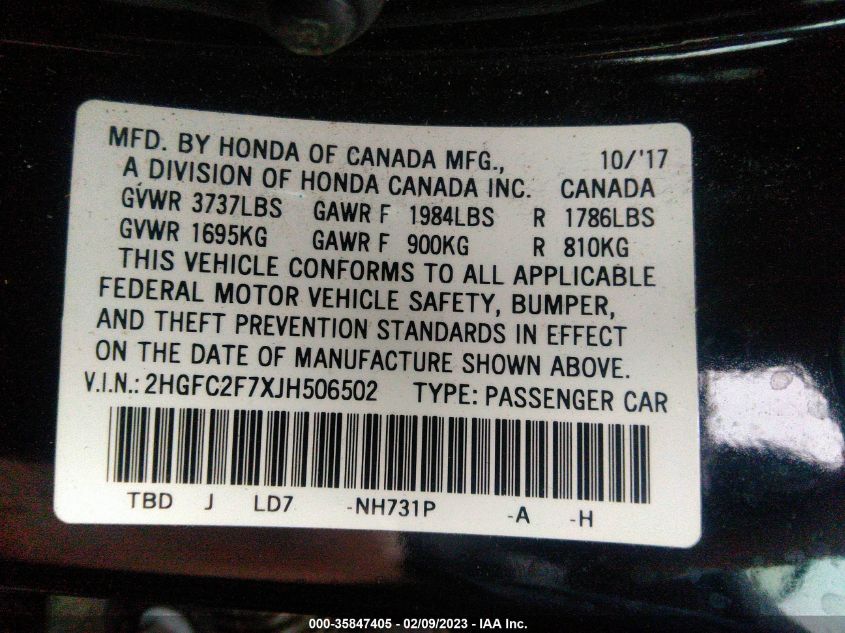 MFD. BY HONDA OF CANADA MFG., 10/'17
A DIVISION OF HONDA CANADA INC. CANADA
GVWR 3737LBS GAWR F 1984LBS R 1786LBS
GVWR 1695KG GAWR F 900KG R 810KG
THIS VEHICLE CONFORMS TO ALL APPLICABLE
FEDERAL MOTOR VEHICLE SAFETY, BUMPER,
AND THEFT PREVENTION STANDARDS IN EFFECT
ON THE DATE OF MANUFACTURE SHOWN ABOVE.
V.I.N.: 2HGFC2F7XJH506502 TYPE: PASSENGER CAR
TBD J LD7 -NH731P -A -H
000-35847405 - 02/09/2023 - IAA Inc.